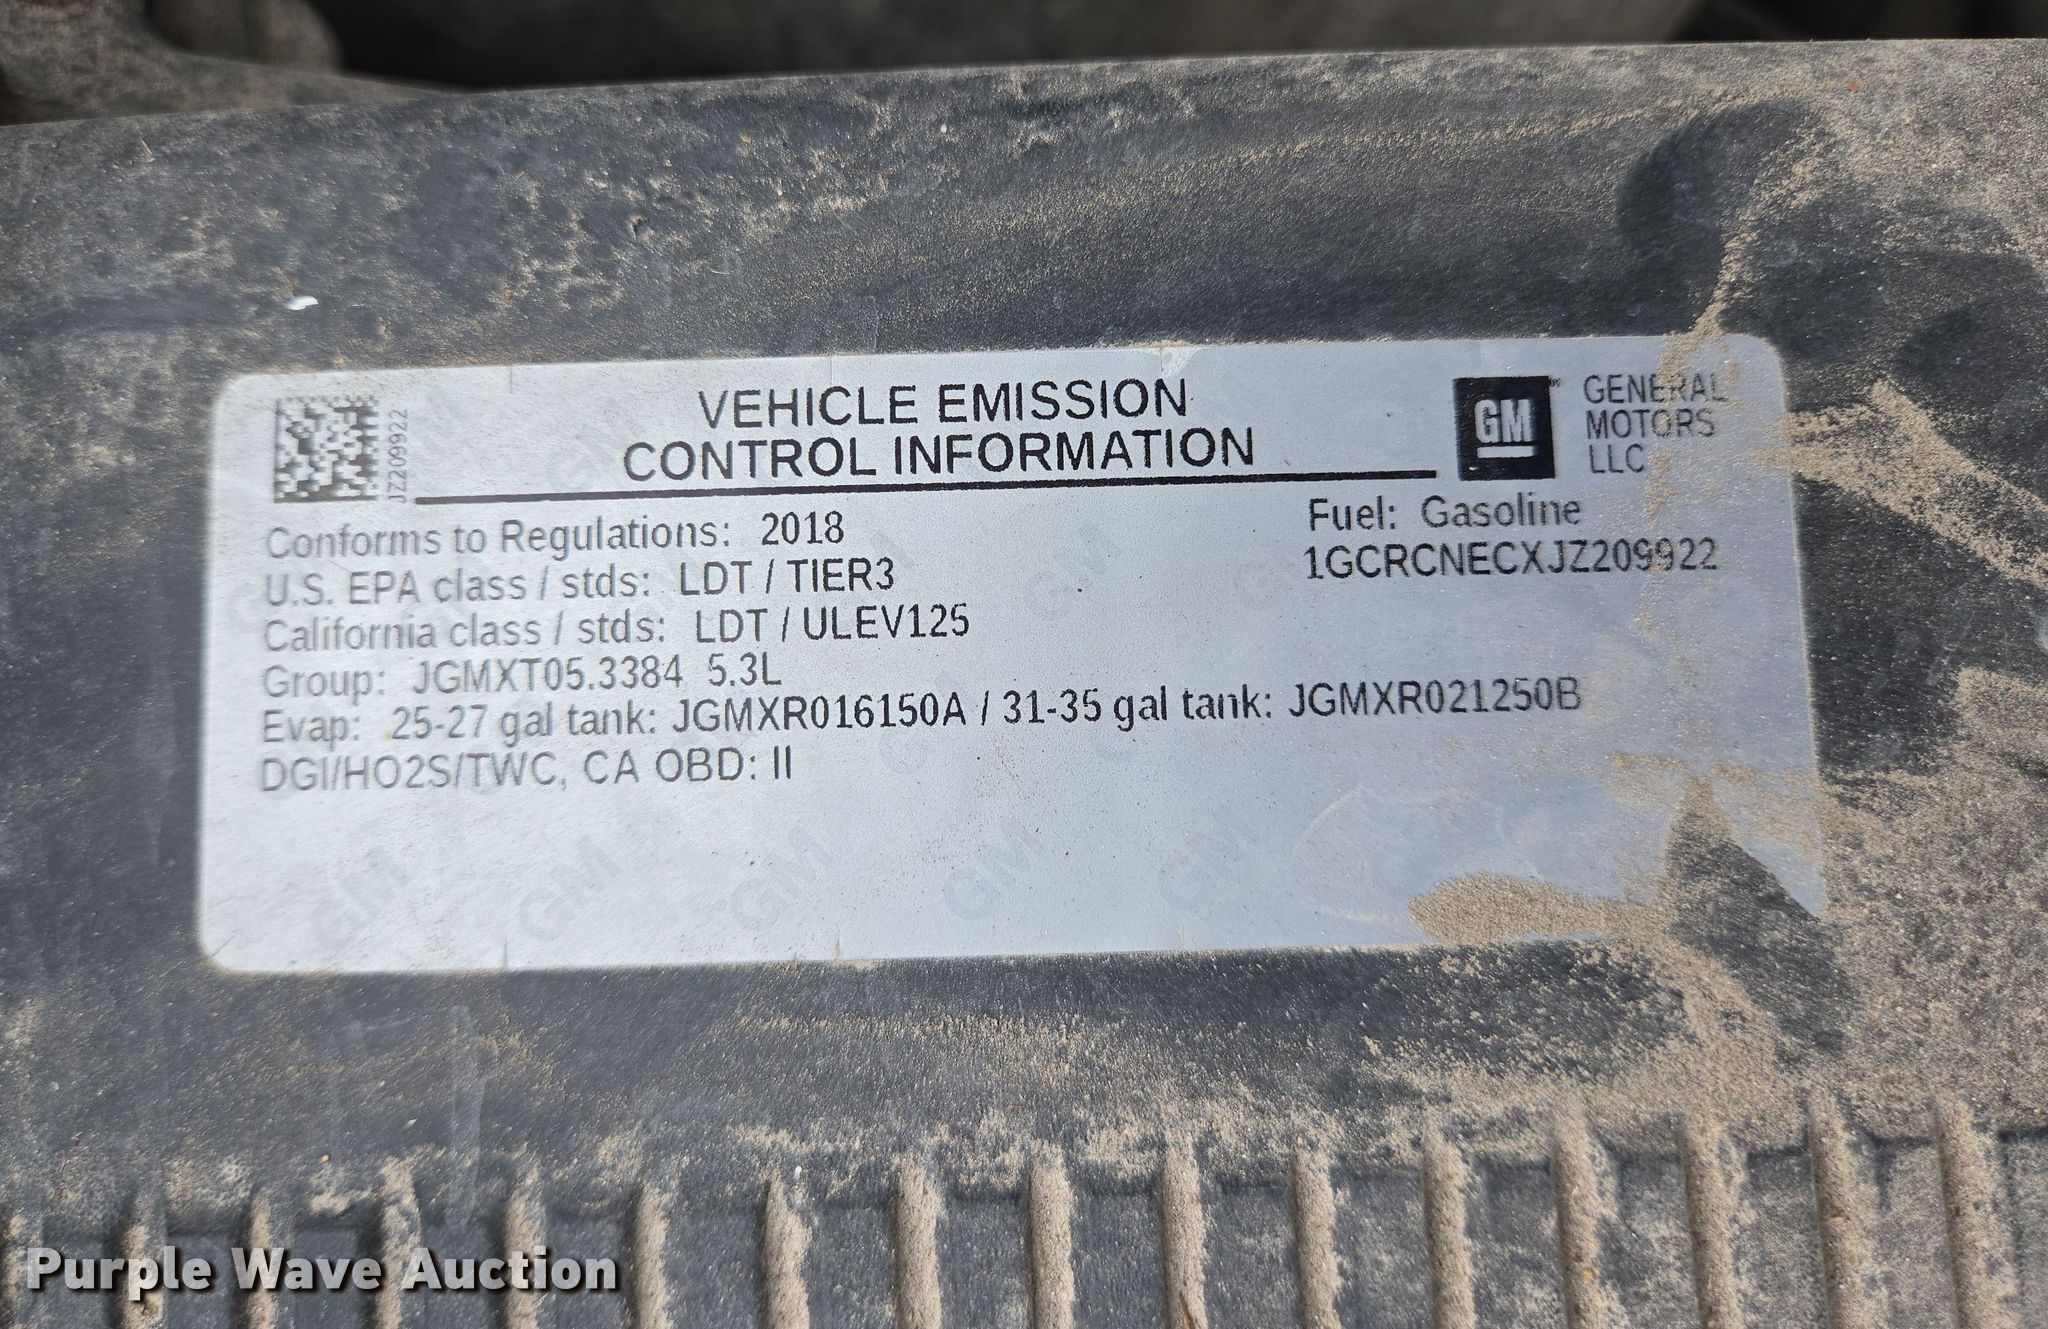 VEHICLE EMISSION
CONTROL INFORMATION
JZ209922
GM
GENERAL
MOTORS
LLC
Conforms to Regulations: 2018
U.S. EPA class / stds: LDT / TIER3
California class / stds: LDT / ULEV125
Group: JGMXT05.3384 5.3L
Evap: 25-27 gal tank: JGMXR016150A / 31-35 gal tank: JGMXR021250B
DGI/HO2S/TWC, CA OBD: II
Fuel: Gasoline
1GCRCNECXJZ209922
Purple Wave Auction